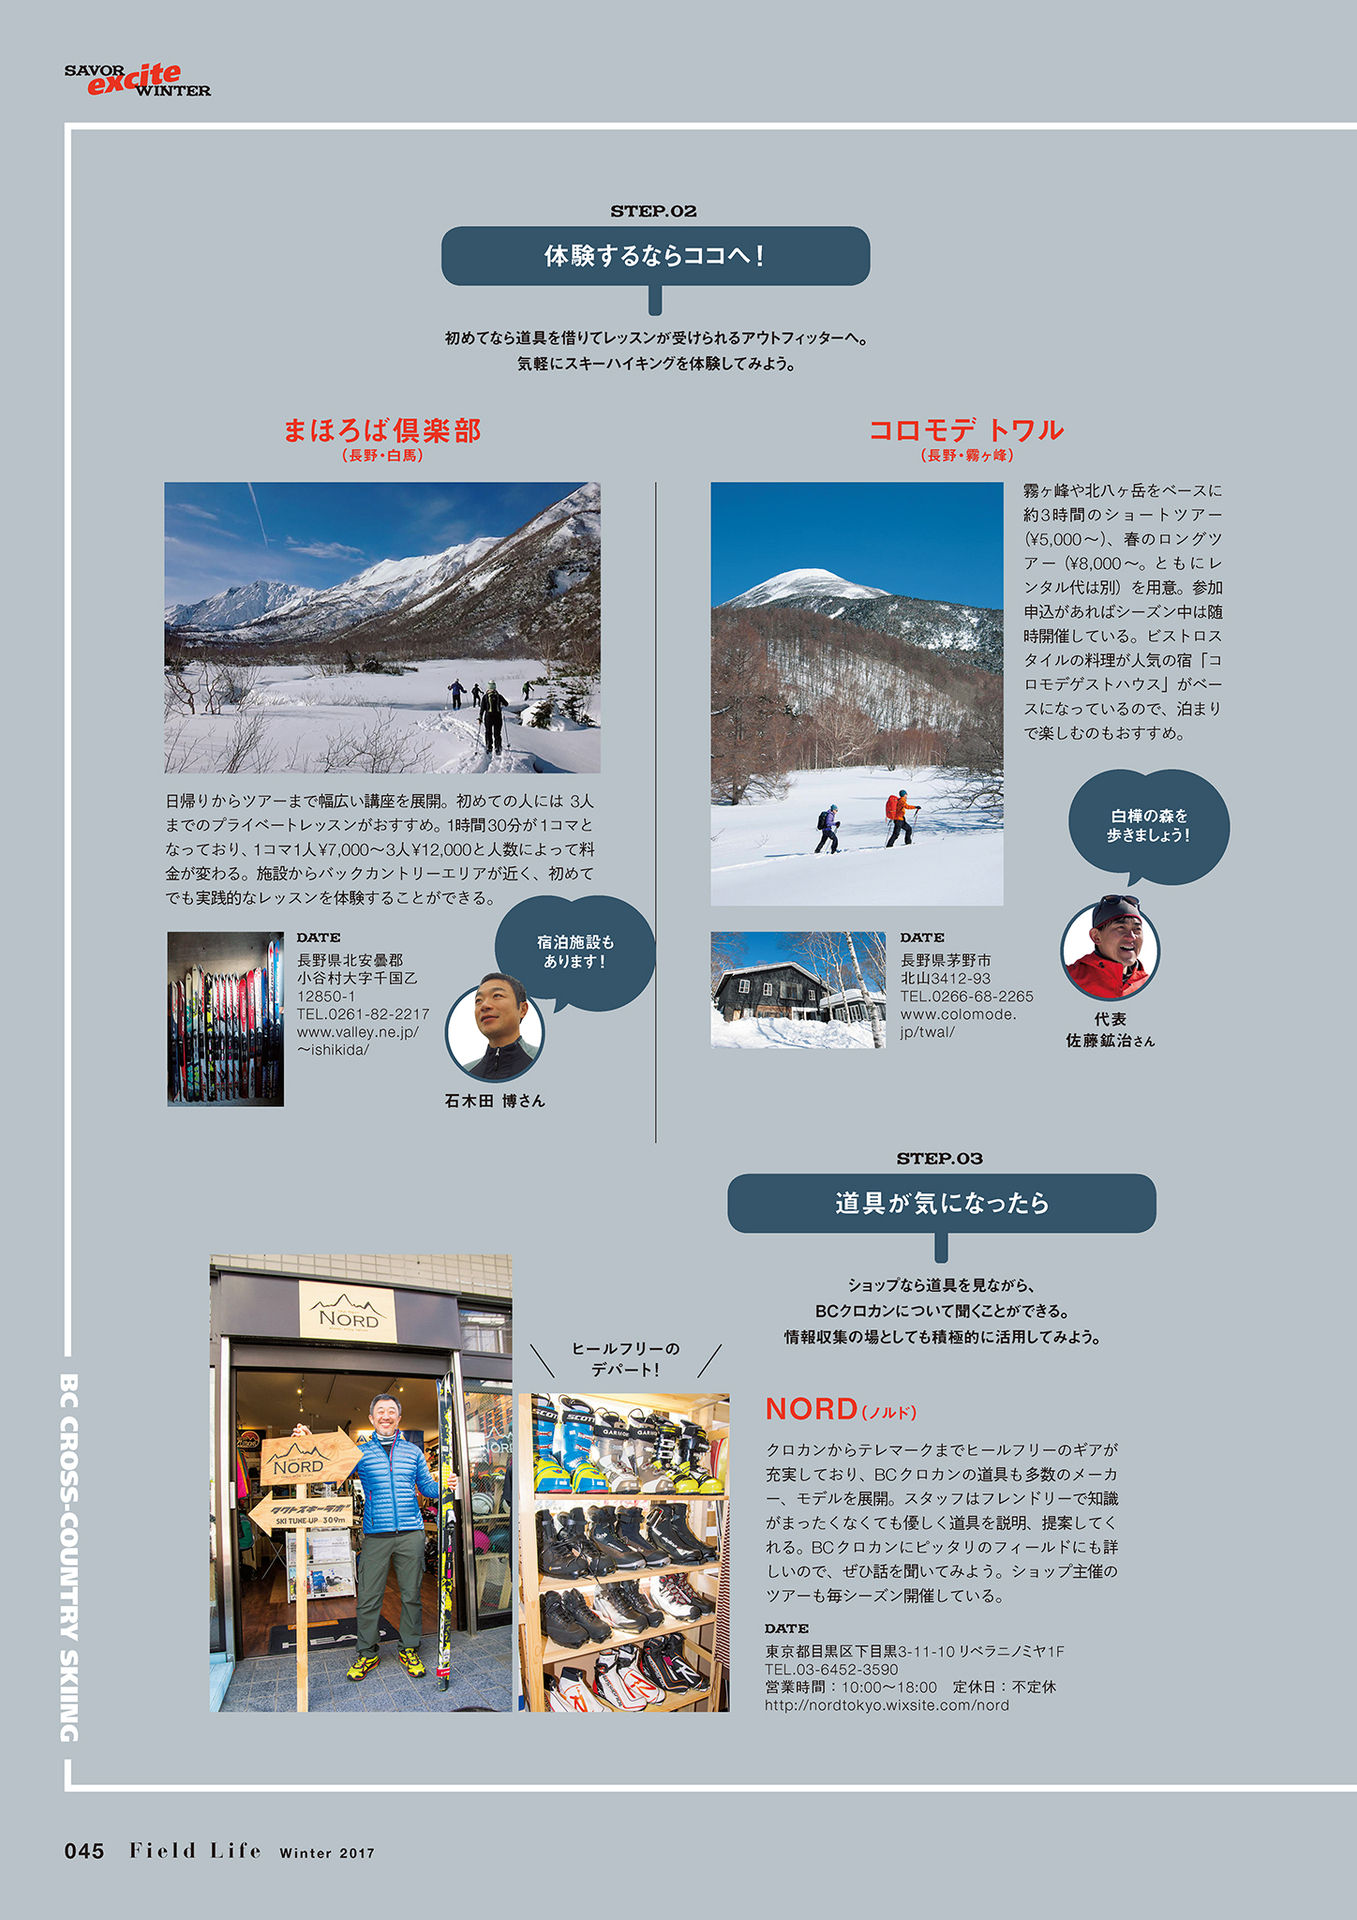 SAVOR
excite
WINTER
STEP.02
体験するならココへ！
初めてなら道具を借りてレッスンが受けられるアウトフィッターへ。
気軽にスキーハイキングを体験してみよう。
まほろば倶楽部
（長野・白馬）
日帰りからツアーまで幅広い講座を展開。初めての人には 3人
までのプライベートレッスンがおすすめ。1時間30分が1コマと
なっており、1コマ1人¥7,000〜3人¥12,000と人数によって料
金が変わる。施設からバックカントリーエリアが近く、初めて
でも実践的なレッスンを体験することができる。
DATE
長野県北安曇郡
小谷村大字千国乙
12850-1
TEL.0261-82-2217
www.valley.ne.jp/
〜ishikida/
宿泊施設も
あります！
石木田 博さん
コロモデ トワル
（長野・霧ヶ峰）
霧ヶ峰や北八ヶ岳をベースに
約3時間のショートツアー
（¥5,000〜）、春のロングツ
アー（¥8,000〜。ともにレ
ンタル代は別）を用意。参加
申込があればシーズン中は随
時開催している。ビストロス
タイルの料理が人気の宿「コ
ロモデゲストハウス」がベー
スになっているので、泊まり
で楽しむのもおすすめ。
白樺の森を
歩きましょう！
DATE
長野県茅野市
北山3412-93
TEL.0266-68-2265
www.colomode.
jp/twal/
代表
佐藤鉱治さん
STEP.03
道具が気になったら
ショップなら道具を見ながら、
BCクロカンについて聞くことができる。
情報収集の場としても積極的に活用してみよう。
NORD
NORD
タクトスキーラボ
SKI TUNE-UP 309m
HEAD
NORD
ヒールフリーの
デパート！
SCOTT
GARMONT
NORD（ノルド）
クロカンからテレマークまでヒールフリーのギアが
充実しており、BCクロカンの道具も多数のメーカ
ー、モデルを展開。スタッフはフレンドリーで知識
がまったくなくても優しく道具を説明、提案してく
れる。BCクロカンにピッタリのフィールドにも詳
しいので、ぜひ話を聞いてみよう。ショップ主催の
ツアーも毎シーズン開催している。
DATE
東京都目黒区下目黒3-11-10 リベラニノミヤ1F
TEL.03-6452-3590
営業時間：10:00〜18:00　定休日：不定休
http://nordtokyo.wixsite.com/nord
BC CROSS-COUNTRY SKIING
045 Field Life Winter 2017